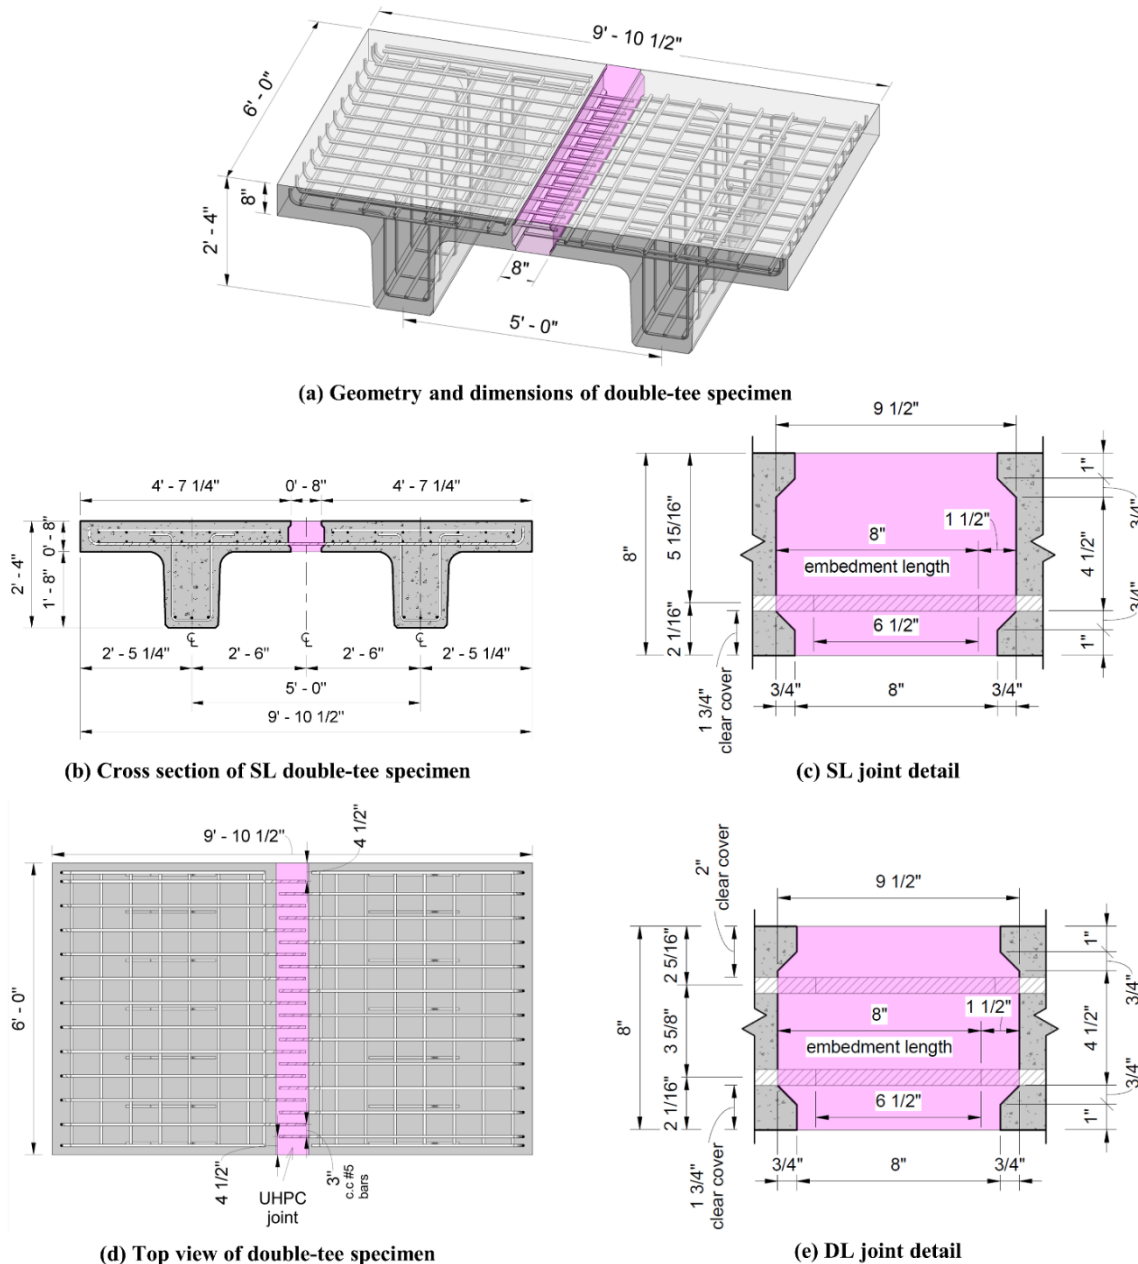 9' - 10 1/2"
6' - 0"
8"
2' - 4"
8"
5' - 0"
(a) Geometry and dimensions of double-tee specimen
4' - 7 1/4"
0' - 8"
4' - 7 1/4"
2' - 4"
0' - 8"
1' - 8"
℄
℄
℄
2' - 5 1/4"
2' - 6"
2' - 6"
2' - 5 1/4"
5' - 0"
9' - 10 1/2"
(b) Cross section of SL double-tee specimen
9 1/2"
1"
3/4"
8"
5 15/16"
8"
1 1/2"
embedment length
4 1/2"
6 1/2"
2 1/16"
3/4"
1"
1 3/4"
clear cover
3/4"
8"
3/4"
(c) SL joint detail
9' - 10 1/2"
4 1/2"
6' - 0"
4 1/2"
UHPC
joint
3"
c.c #5
bars
(d) Top view of double-tee specimen
2"
clear cover
9 1/2"
1"
3/4"
8"
2 5/16"
3 5/8"
8"
1 1/2"
embedment length
4 1/2"
6 1/2"
2 1/16"
3/4"
1"
1 3/4"
clear cover
3/4"
8"
3/4"
(e) DL joint detail